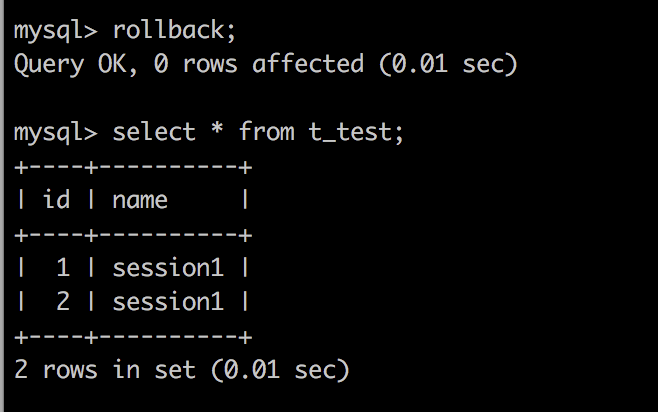 mysql> rollback;
Query OK, 0 rows affected (0.01 sec)
mysql> select * from t_test;
+----+----------+
| id | name     |
+----+----------+
|  1 | session1 |
|  2 | session1 |
+----+----------+
2 rows in set (0.01 sec)